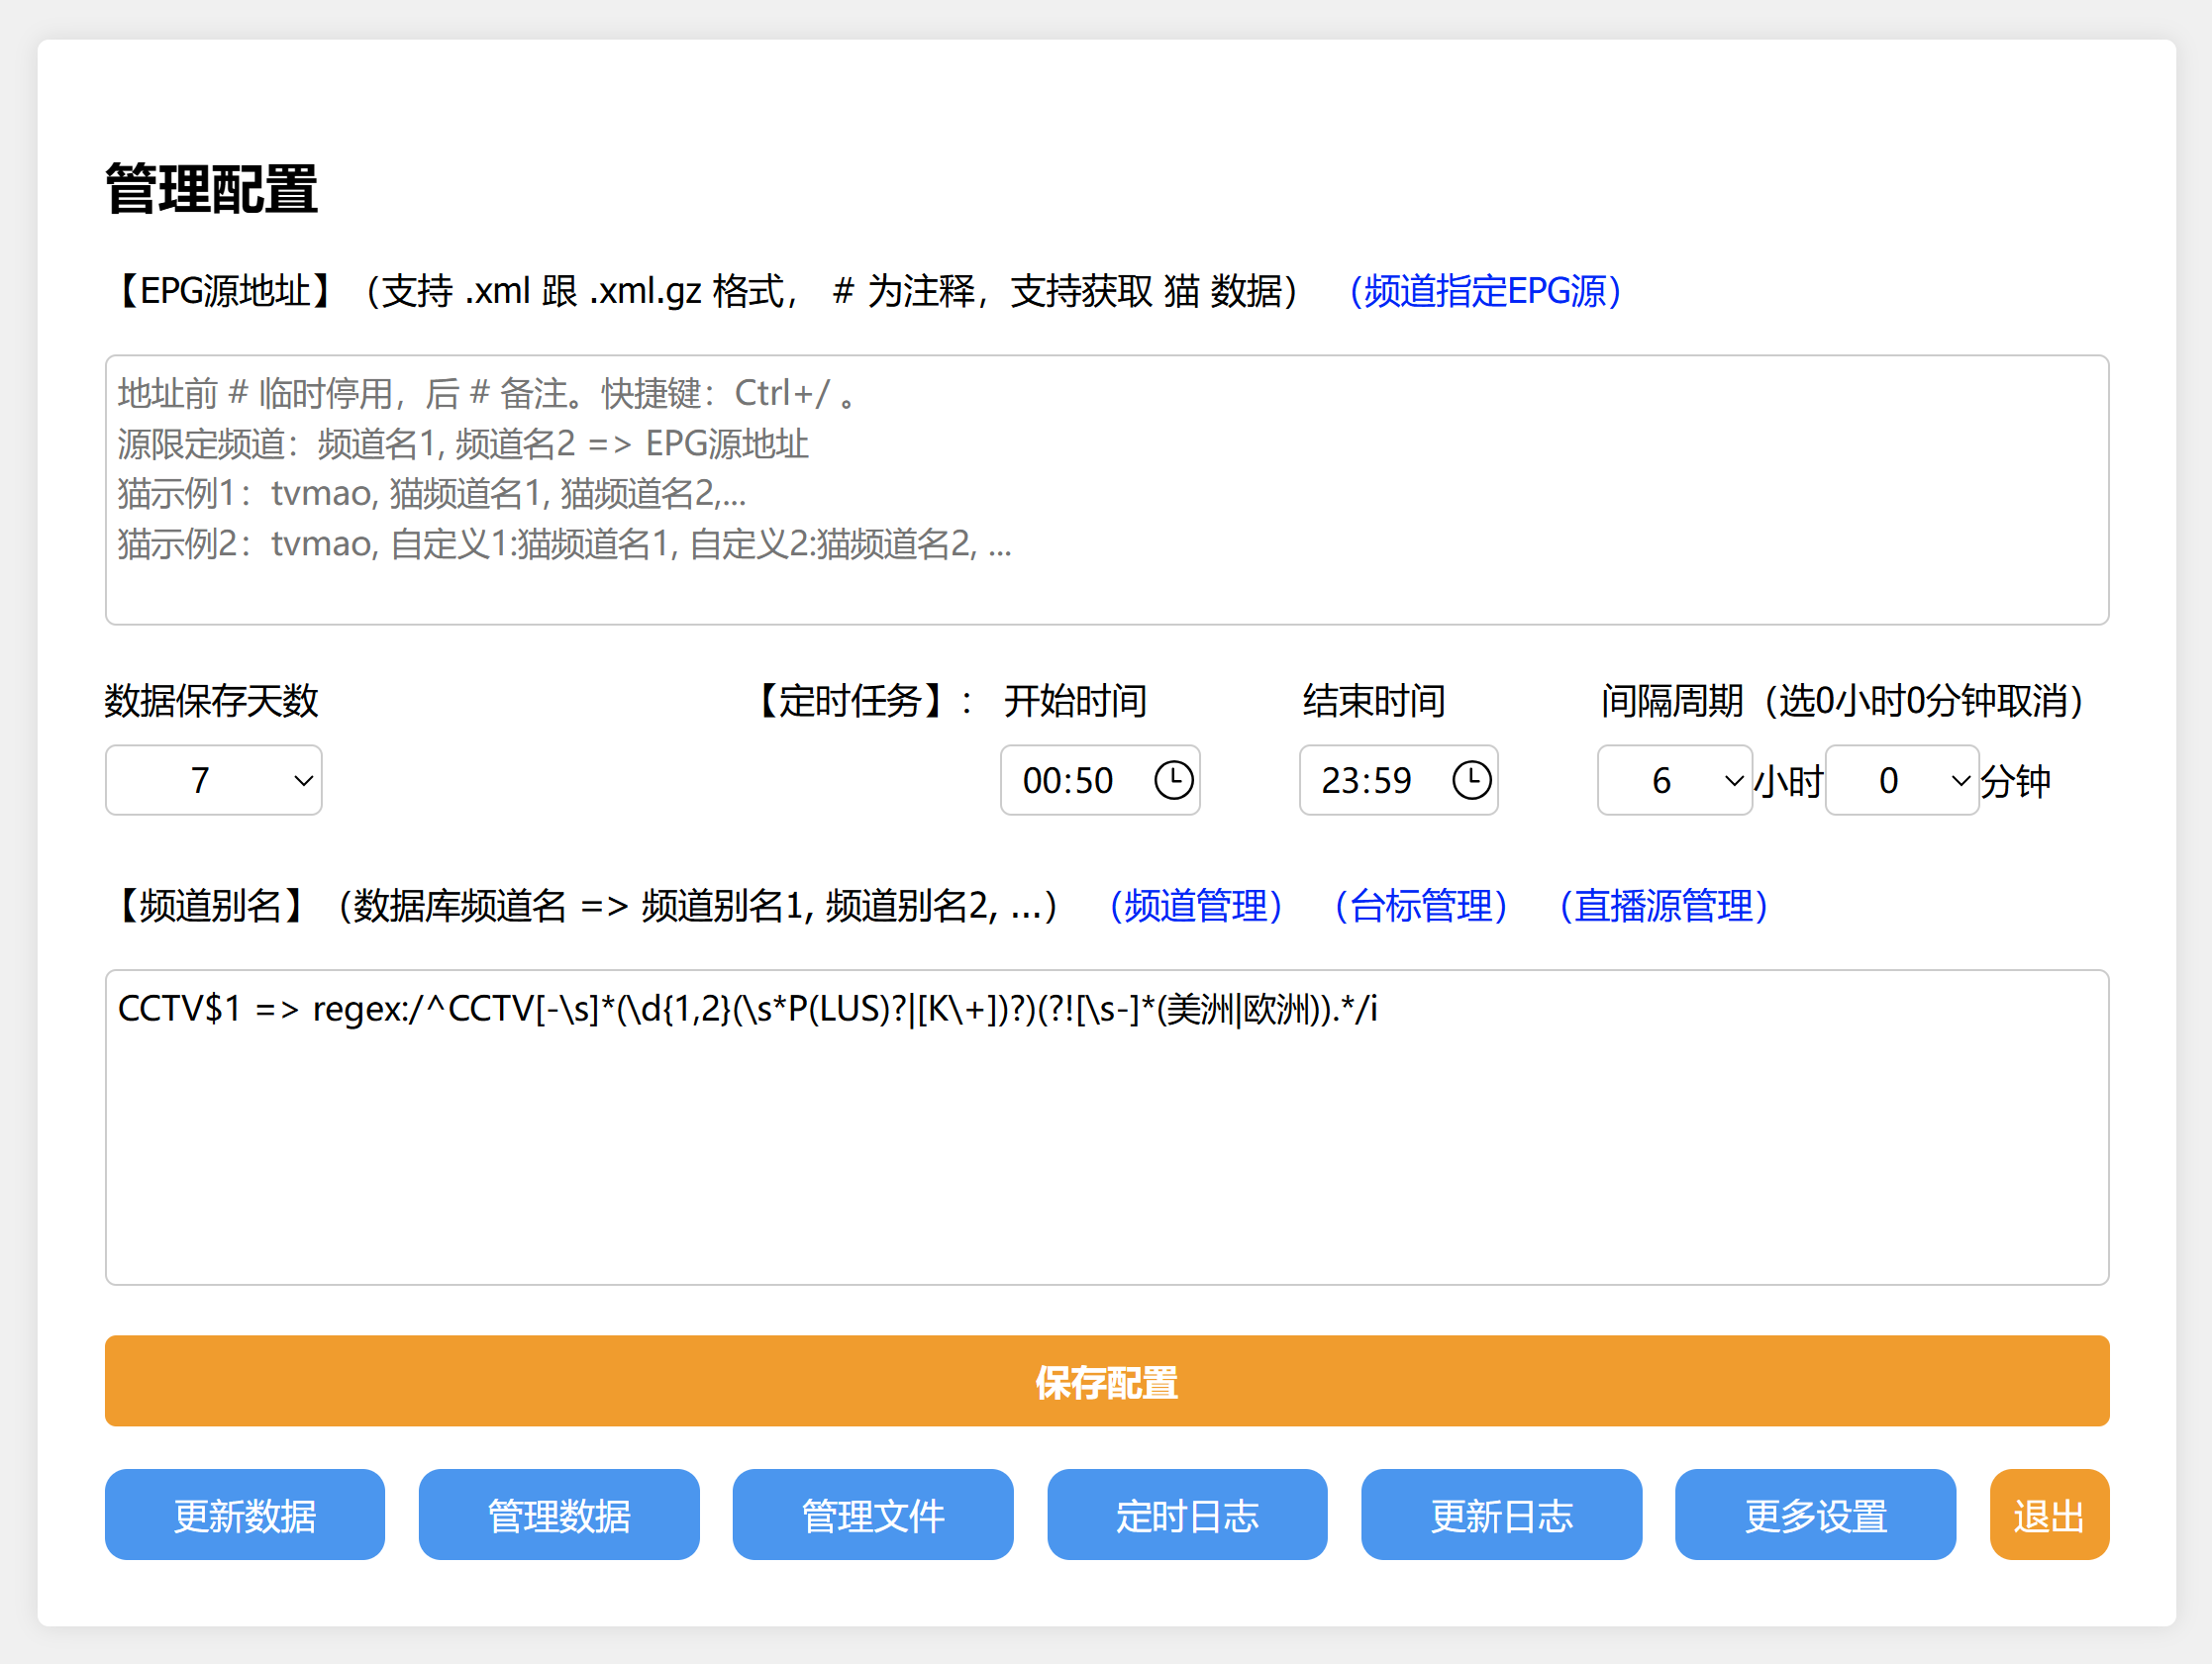 管理配置
【EPG源地址】（支持 .xml 跟 .xml.gz 格式， # 为注释，支持获取 猫 数据） （频道指定EPG源）
地址前 # 临时停用，后 # 备注。快捷键：Ctrl+/ 。
源限定频道：频道名1, 频道名2 => EPG源地址
猫示例1：tvmao, 猫频道名1, 猫频道名2,...
猫示例2：tvmao, 自定义1:猫频道名1, 自定义2:猫频道名2, ...
数据保存天数 【定时任务】： 开始时间 结束时间 间隔周期（选0小时0分钟取消）
7 00:50 23:59 6 小时 0 分钟
【频道别名】（数据库频道名 => 频道别名1, 频道别名2, ...） （频道管理） （台标管理） （直播源管理）
CCTV$1 => regex:/^CCTV[-\s]*(\d{1,2}(\s*P(LUS)?|[K\+])?)(?![\s-]*(美洲|欧洲)).*/i
保存配置
更新数据 管理数据 管理文件 定时日志 更新日志 更多设置 退出